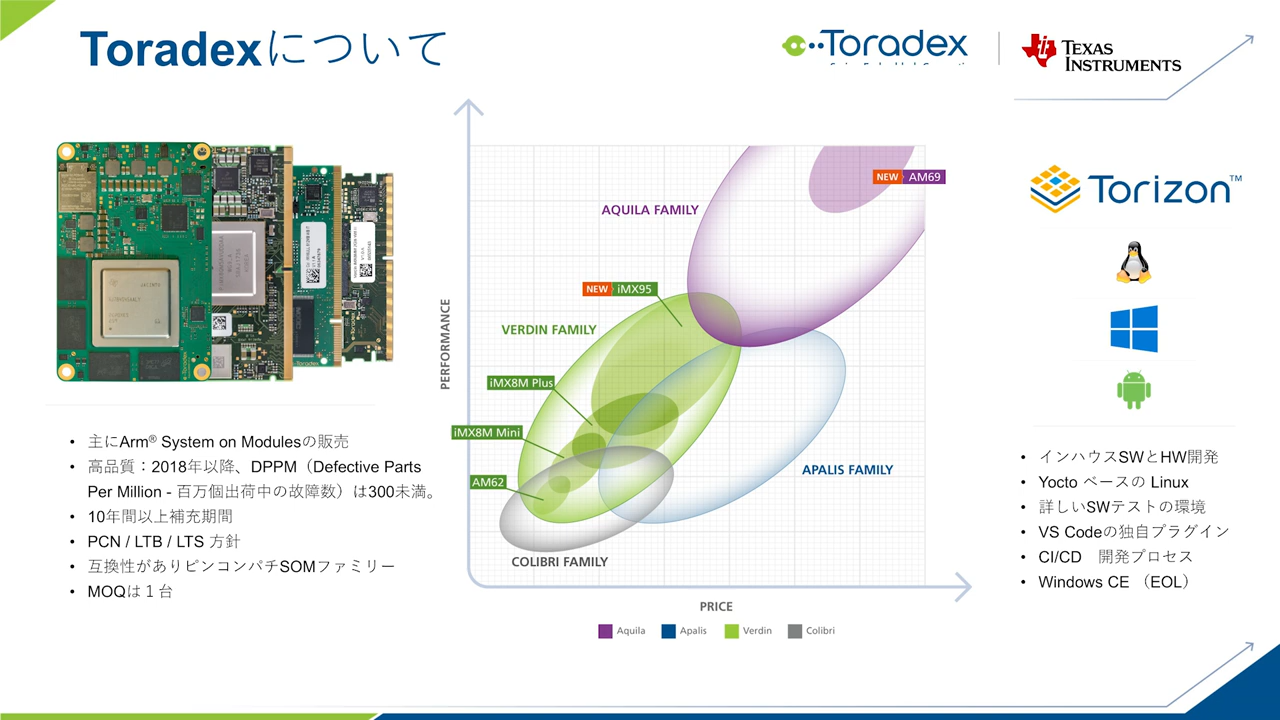 Toradexについて
Toradex
TEXAS
INSTRUMENTS
• 主にArm® System on Modulesの販売
• 高品質：2018年以降、DPPM（Defective Parts
Per Million - 百万個出荷中の故障数）は300未満。
• 10年間以上補充期間
• PCN / LTB / LTS 方針
• 互換性がありピンコンパチSOMファミリー
• MOQは１台
PERFORMANCE
NEW AM69
AQUILA FAMILY
NEW iMX95
VERDIN FAMILY
iMX8M Plus
iMX8M Mini
APALIS FAMILY
AM62
COLIBRI FAMILY
PRICE
Aquila
Apalis
Verdin
Colibri
Torizon™
• インハウスSWとHW開発
• Yocto ベースの Linux
• 詳しいSWテストの環境
• VS Codeの独自プラグイン
• CI/CD　開発プロセス
• Windows CE （EOL）